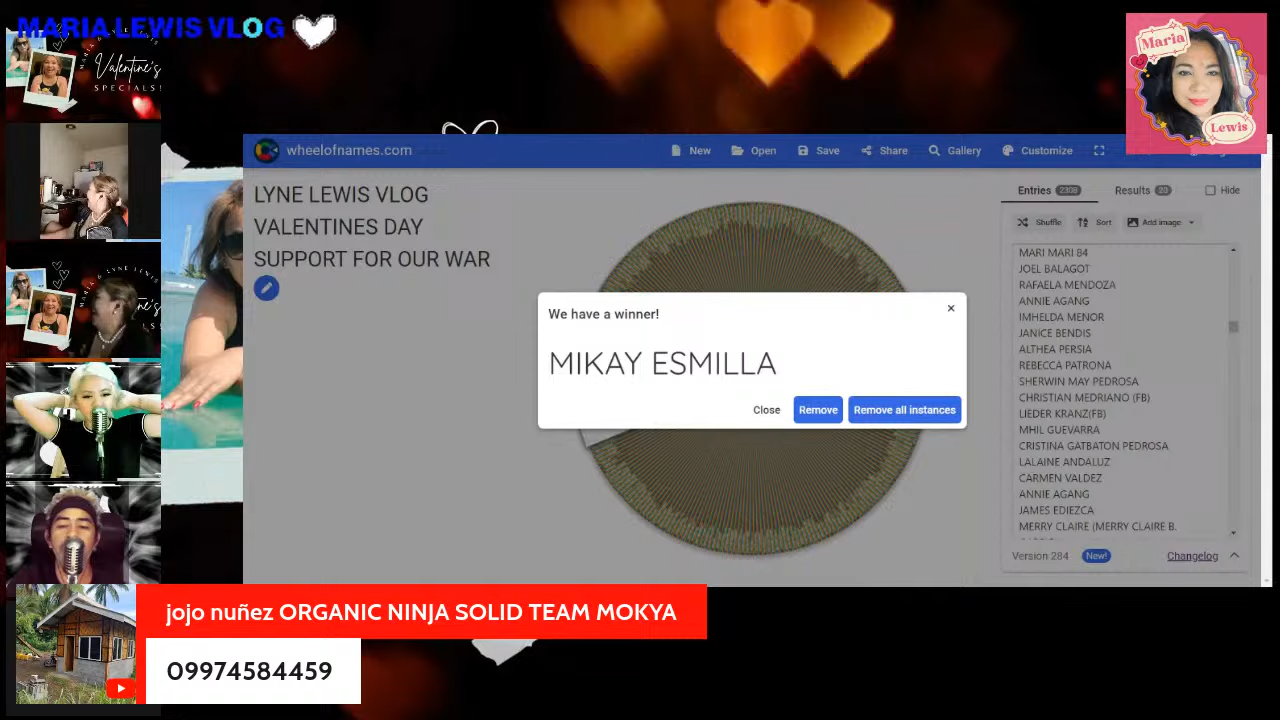 MARIA LEWIS VLOG
MARIA & LYNE LEWIS
Valentine's
SPECIALS!
Maria
Lewis
wheelofnames.com
New
Open
Save
Share
Gallery
Customize
LYNE LEWIS VLOG
VALENTINES DAY
SUPPORT FOR OUR WAR
Entries 2308
Results 20
Hide
Shuffle
Sort
Add image
MARI MARI 84
JOEL BALAGOT
RAFAELA MENDOZA
ANNIE AGANG
IMHELDA MENOR
JANICE BENDIS
ALTHEA PERSIA
REBECCA PATRONA
SHERWIN MAY PEDROSA
CHRISTIAN MEDRIANO (FB)
LIEDER KRANZ(FB)
MHIL GUEVARRA
CRISTINA GATBATON PEDROSA
LALAINE ANDALUZ
CARMEN VALDEZ
ANNIE AGANG
JAMES EDIEZCA
MERRY CLAIRE (MERRY CLAIRE B.
Version 284 New! Changelog
We have a winner!
×
MIKAY ESMILLA
Close
Remove
Remove all instances
jojo nuñez ORGANIC NINJA SOLID TEAM MOKYA
09974584459